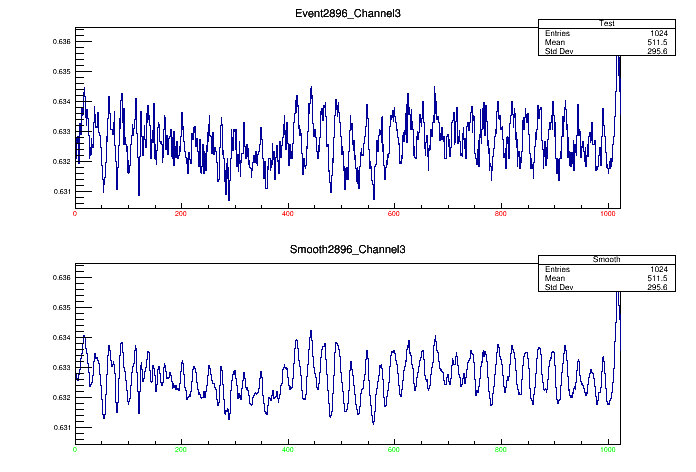 Event2896_Channel3
Test
Entries 1024
Mean 511.5
Std Dev 295.6
0.636
0.635
0.634
0.633
0.632
0.631
0 200 400 600 800 1000
Smooth2896_Channel3
Smooth
Entries 1024
Mean 511.5
Std Dev 295.6
0.636
0.635
0.634
0.633
0.632
0.631
0 200 400 600 800 1000